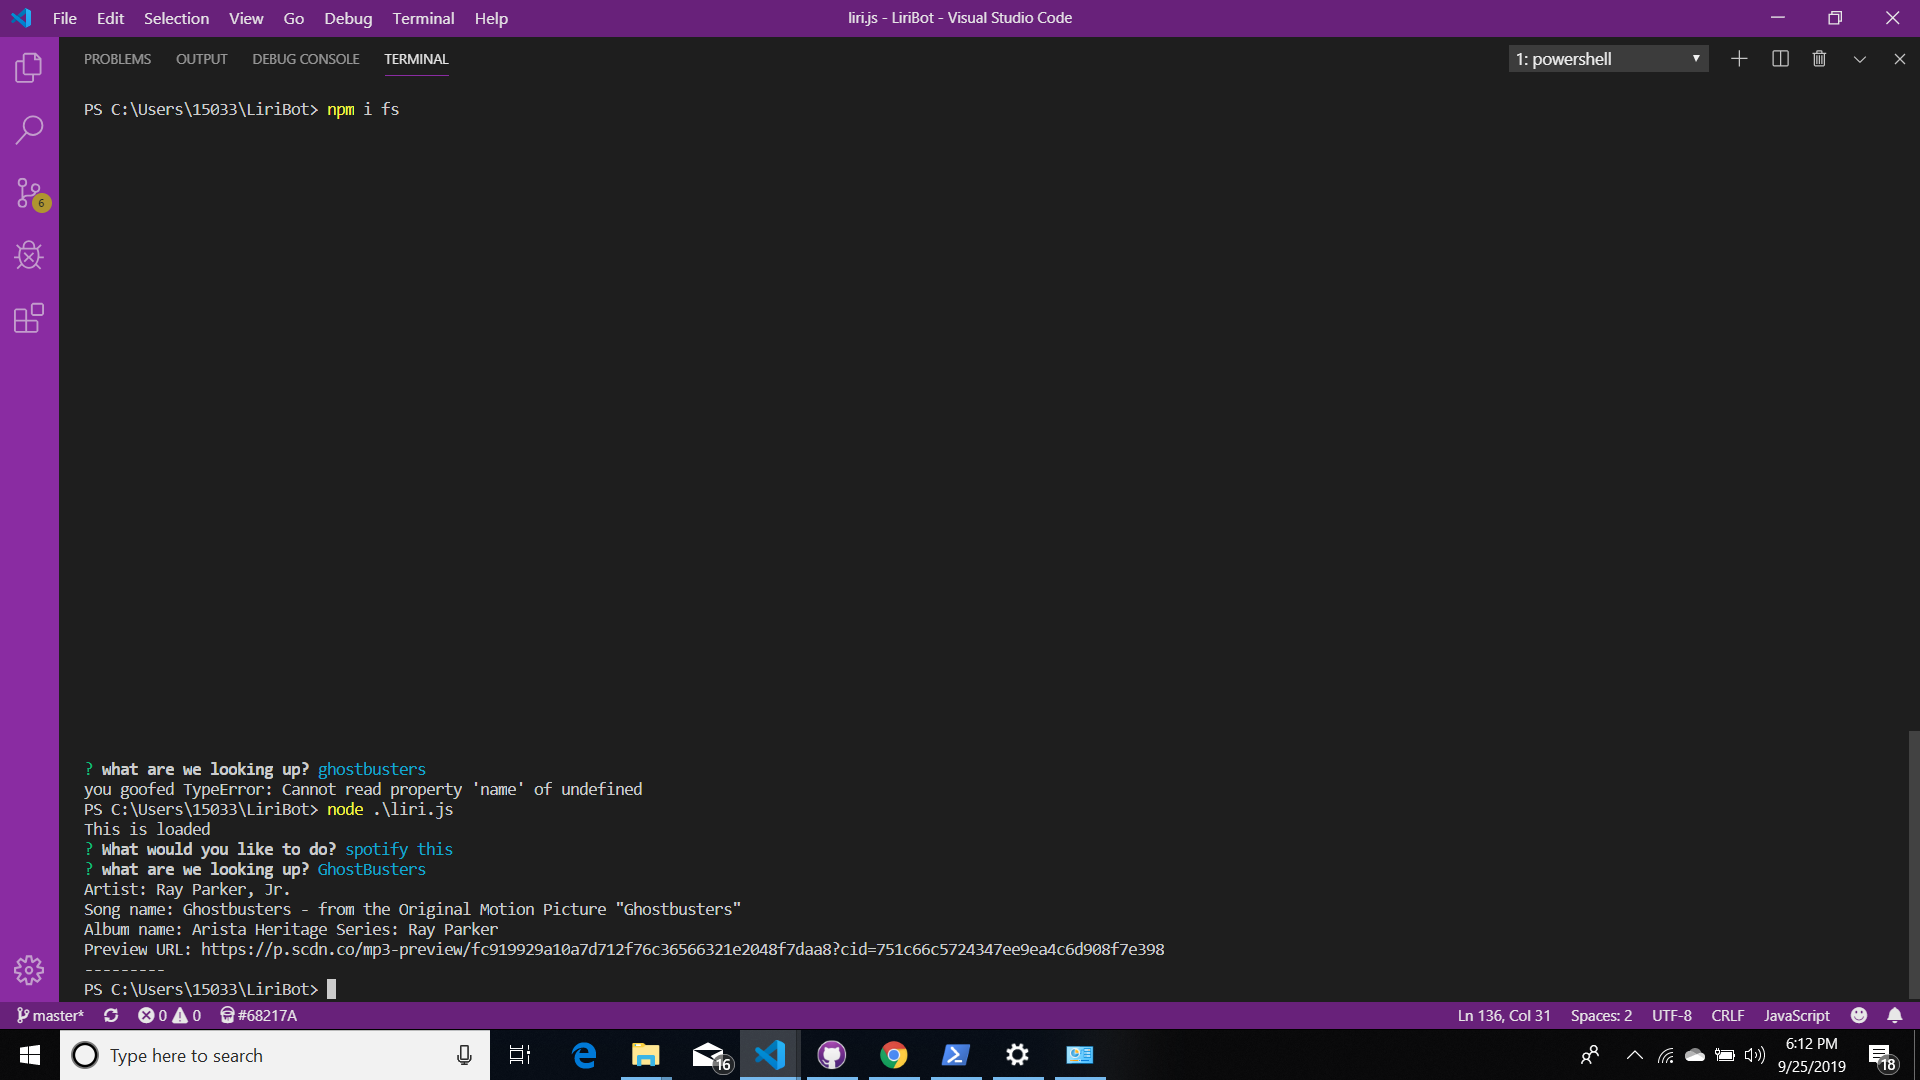 File Edit Selection View Go Debug Terminal Help
liri.js - LiriBot - Visual Studio Code
PROBLEMS OUTPUT DEBUG CONSOLE TERMINAL
1: powershell
PS C:\Users\15033\LiriBot> npm i fs
6
? what are we looking up? ghostbusters
you goofed TypeError: Cannot read property 'name' of undefined
PS C:\Users\15033\LiriBot> node .\liri.js
This is loaded
? What would you like to do? spotify this
? what are we looking up? GhostBusters
Artist: Ray Parker, Jr.
Song name: Ghostbusters - from the Original Motion Picture "Ghostbusters"
Album name: Arista Heritage Series: Ray Parker
Preview URL: https://p.scdn.co/mp3-preview/fc919929a10a7d712f76c36566321e2048f7daa8?cid=751c66c5724347ee9ea4c6d908f7e398
---------
PS C:\Users\15033\LiriBot>
master* 0 0 #68217A
Ln 136, Col 31 Spaces: 2 UTF-8 CRLF JavaScript
Type here to search
16
6:12 PM
9/25/2019
18